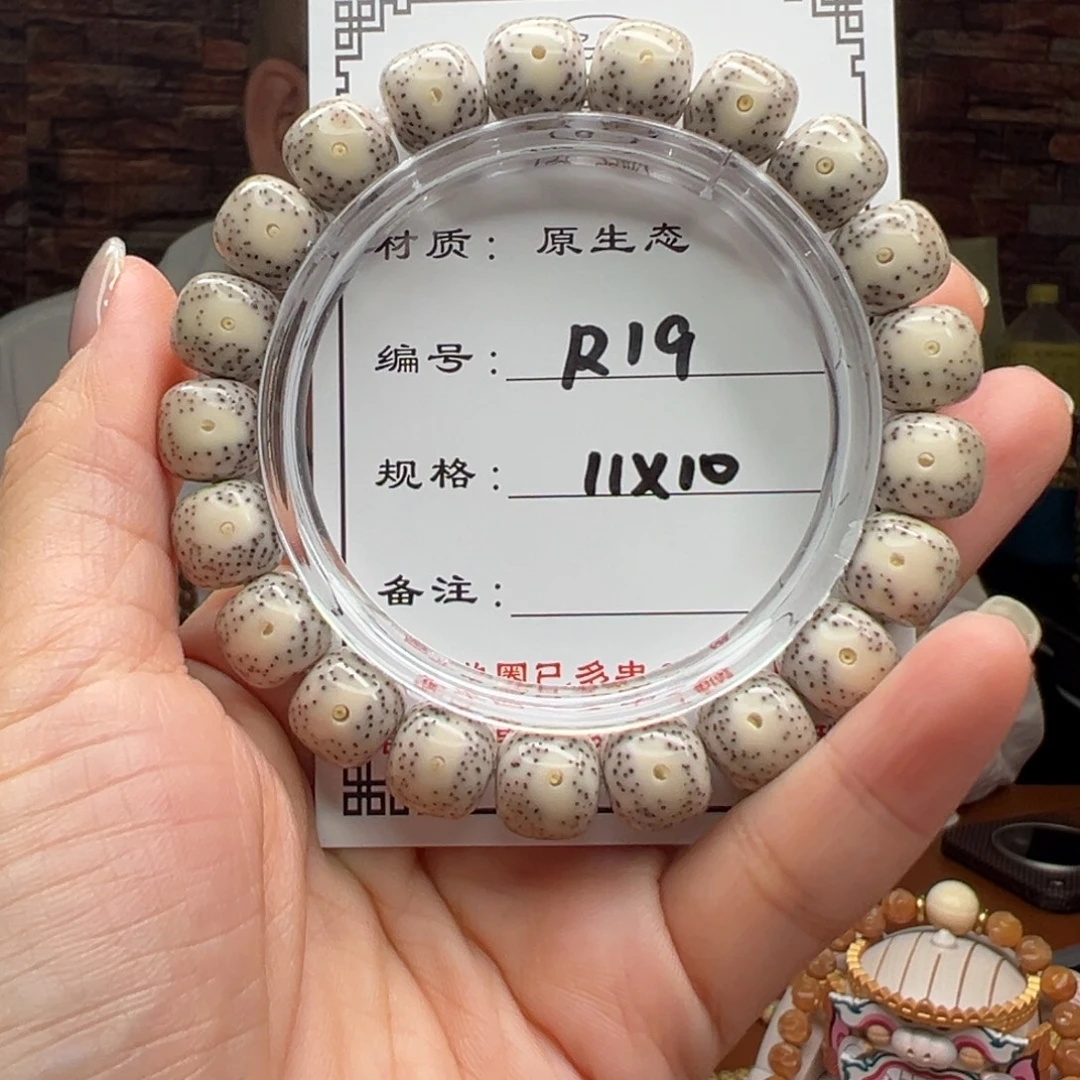 材质： 原生态
编号： R19
规格： 11X10
备注：